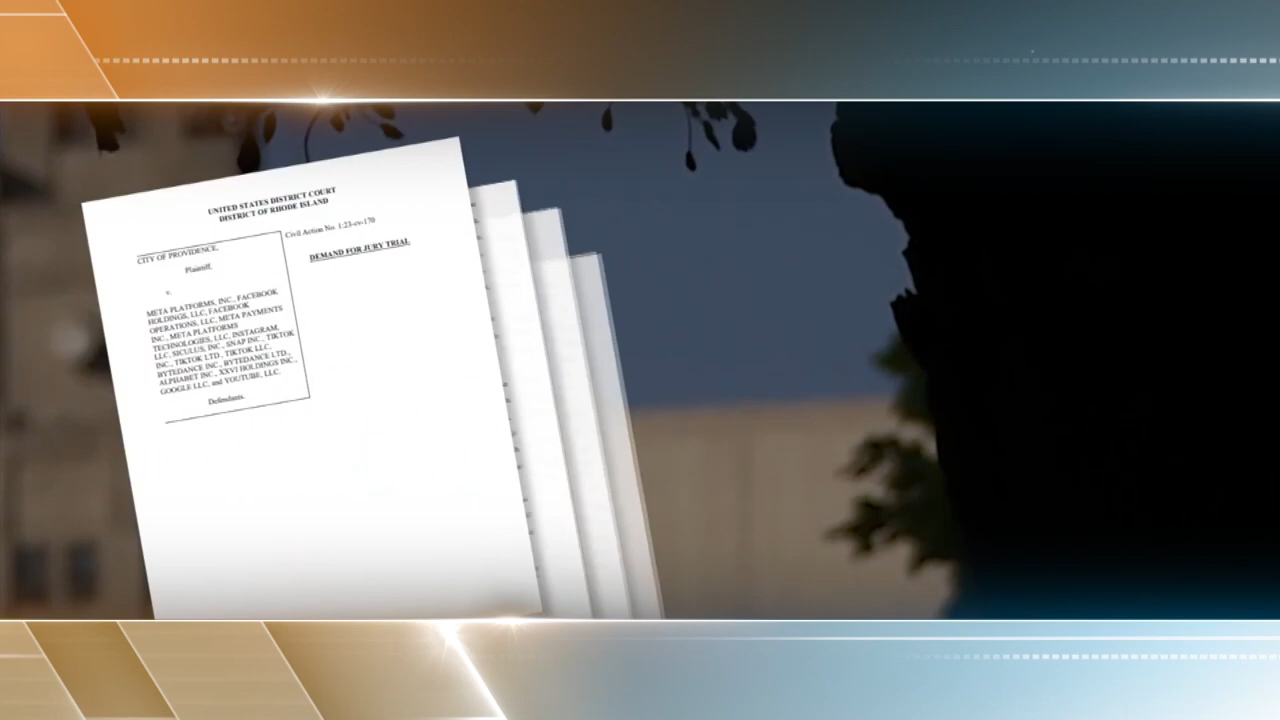 UNITED STATES DISTRICT COURT
DISTRICT OF RHODE ISLAND
Civil Action No. 1:23-cv-170
DEMAND FOR JURY TRIAL
CITY OF PROVIDENCE,
Plaintiff,
v.
META PLATFORMS, INC., FACEBOOK
HOLDINGS, LLC, FACEBOOK
OPERATIONS, LLC, META PAYMENTS
INC., META PLATFORMS
TECHNOLOGIES, LLC, INSTAGRAM,
LLC, SICULUS, INC., SNAP INC., TIKTOK
INC., TIKTOK LTD., TIKTOK LLC,
BYTEDANCE INC., BYTEDANCE LTD.,
ALPHABET INC., XXVI HOLDINGS INC.,
GOOGLE LLC, and YOUTUBE, LLC.
Defendants.